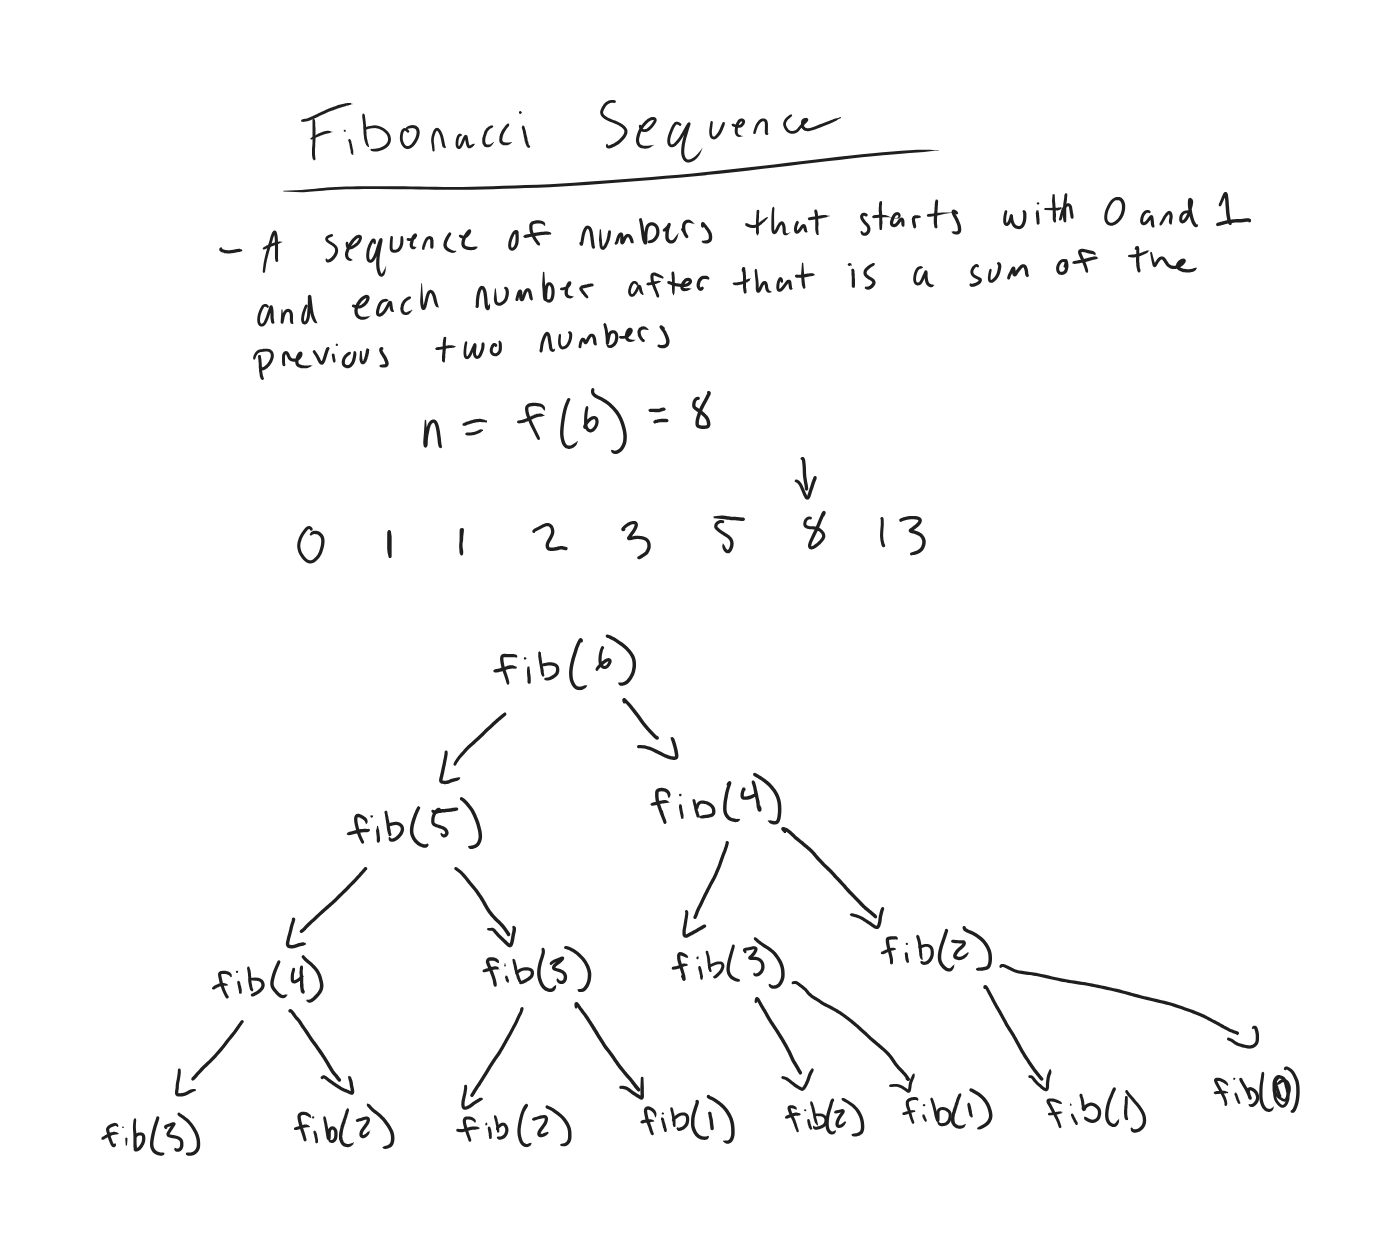 Fibonacci Sequence
- A sequence of numbers that starts with 0 and 1
and each number after that is a sum of the
previous two numbers
n = f(6) = 8
0 1 1 2 3 5 8 13
fib(6)
fib(5) fib(4)
fib(4) fib(3) fib(3) fib(2)
fib(3) fib(2) fib(2) fib(1) fib(2) fib(1) fib(1) fib(0)